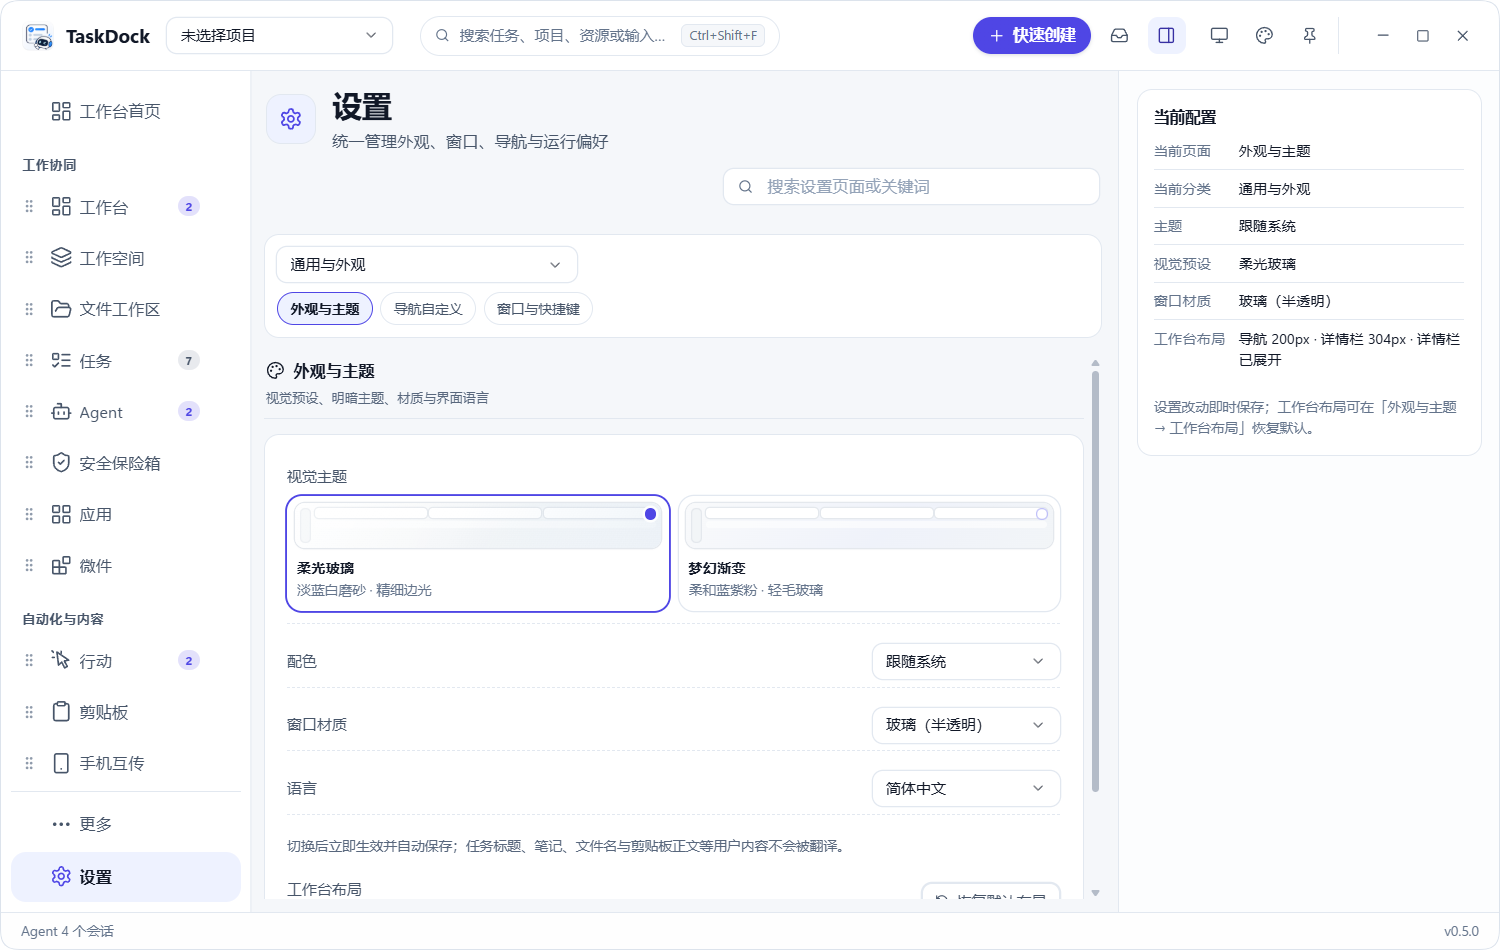 TaskDock
未选择项目
搜索任务、项目、资源或输入...
Ctrl+Shift+F
快速创建
工作台首页
工作协同
工作台
2
工作空间
文件工作区
任务
7
Agent
2
安全保险箱
应用
微件
自动化与内容
行动
2
剪贴板
手机互传
更多
设置
设置
统一管理外观、窗口、导航与运行偏好
搜索设置页面或关键词
通用与外观
外观与主题
导航自定义
窗口与快捷键
外观与主题
视觉预设、明暗主题、材质与界面语言
视觉主题
柔光玻璃
淡蓝白磨砂 · 精细边光
梦幻渐变
柔和蓝紫粉 · 轻毛玻璃
配色
跟随系统
窗口材质
玻璃（半透明）
语言
简体中文
切换后立即生效并自动保存；任务标题、笔记、文件名与剪贴板正文等用户内容不会被翻译。
工作台布局
恢复默认布局
当前配置
当前页面
外观与主题
当前分类
通用与外观
主题
跟随系统
视觉预设
柔光玻璃
窗口材质
玻璃（半透明）
工作台布局
导航 200px · 详情栏 304px · 详情栏
已展开
设置改动即时保存；工作台布局可在「外观与主题
→ 工作台布局」恢复默认。
Agent 4 个会话
v0.5.0